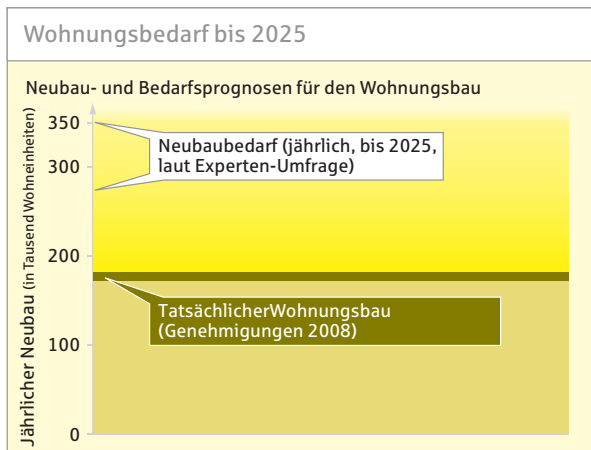 Wohnungsbedarf bis 2025
Neubau- und Bedarfsprognosen für den Wohnungsbau
Jährlicher Neubau (in Tausend Wohneinheiten)
350
300
200
100
0
Neubaubedarf (jährlich, bis 2025,
laut Experten-Umfrage)
TatsächlicherWohnungsbau
(Genehmigungen 2008)